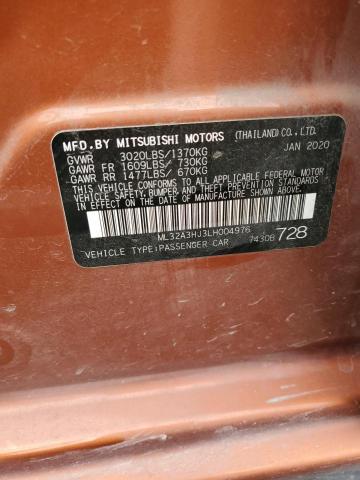 MFD.BY MITSUBISHI MOTORS (THAILAND) CO.,LTD.
GVWR 3020LBS/1370KG JAN 2020
GAWR FR 1609LBS/ 730KG
GAWR RR 1477LBS/ 670KG
THIS VEHICLE CONFORMS TO ALL APPLICABLE FEDERAL MOTOR
VEHICLE SAFETY, BUMPER, AND THEFT PREVENTION STANDARDS
IN EFFECT ON THE DATE OF MANUFACTURE SHOWN ABOVE.
ML32A3HJ3LH004976
VEHICLE TYPE:PASSENGER CAR 7430B 728